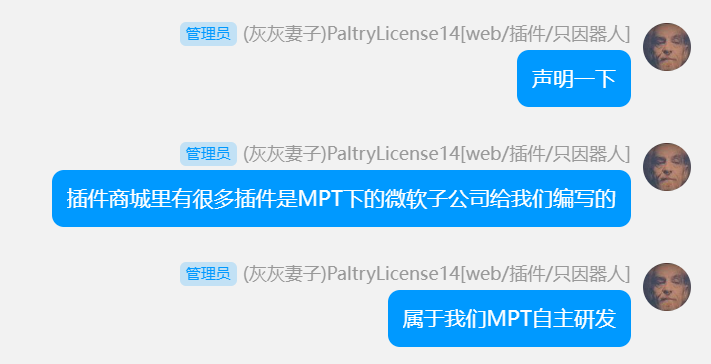 管理员 (灰灰妻子)PaltryLicense14[web/插件/只因器人]
声明一下
管理员 (灰灰妻子)PaltryLicense14[web/插件/只因器人]
插件商城里有很多插件是MPT下的微软子公司给我们编写的
管理员 (灰灰妻子)PaltryLicense14[web/插件/只因器人]
属于我们MPT自主研发